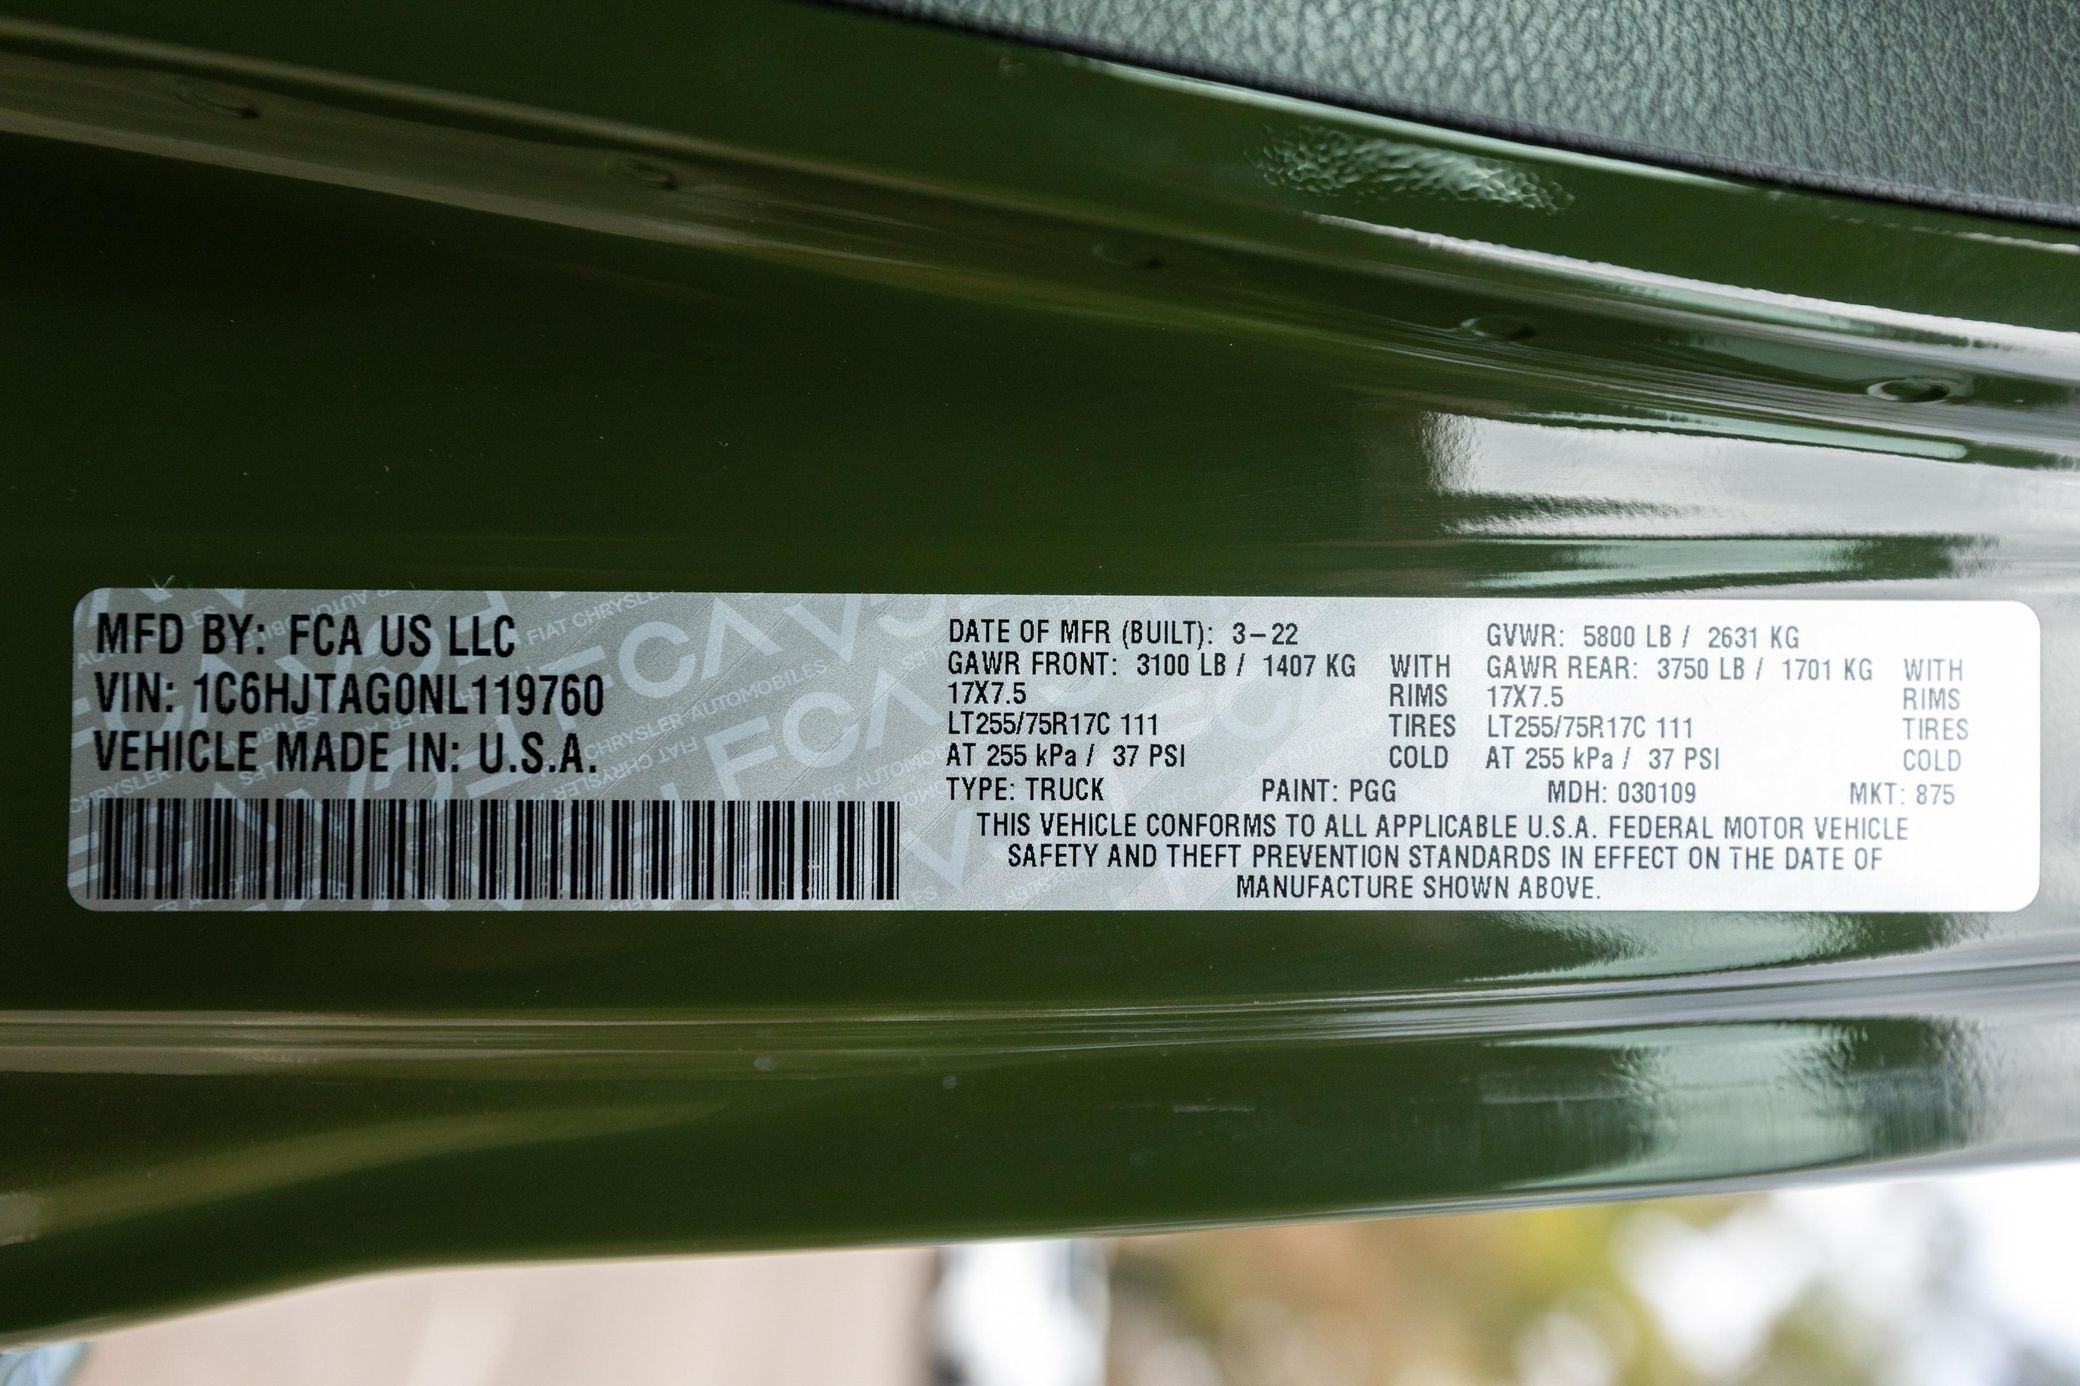 MFD BY: FCA US LLC
VIN: 1C6HJTAG0NL119760
VEHICLE MADE IN: U.S.A.
DATE OF MFR (BUILT): 3-22 GVWR: 5800 LB / 2631 KG
GAWR FRONT: 3100 LB / 1407 KG WITH GAWR REAR: 3750 LB / 1701 KG WITH
17X7.5 RIMS 17X7.5 RIMS
LT255/75R17C 111 TIRES LT255/75R17C 111 TIRES
AT 255 kPa / 37 PSI COLD AT 255 kPa / 37 PSI COLD
TYPE: TRUCK PAINT: PGG MDH: 030109 MKT: 875
THIS VEHICLE CONFORMS TO ALL APPLICABLE U.S.A. FEDERAL MOTOR VEHICLE
SAFETY AND THEFT PREVENTION STANDARDS IN EFFECT ON THE DATE OF
MANUFACTURE SHOWN ABOVE.